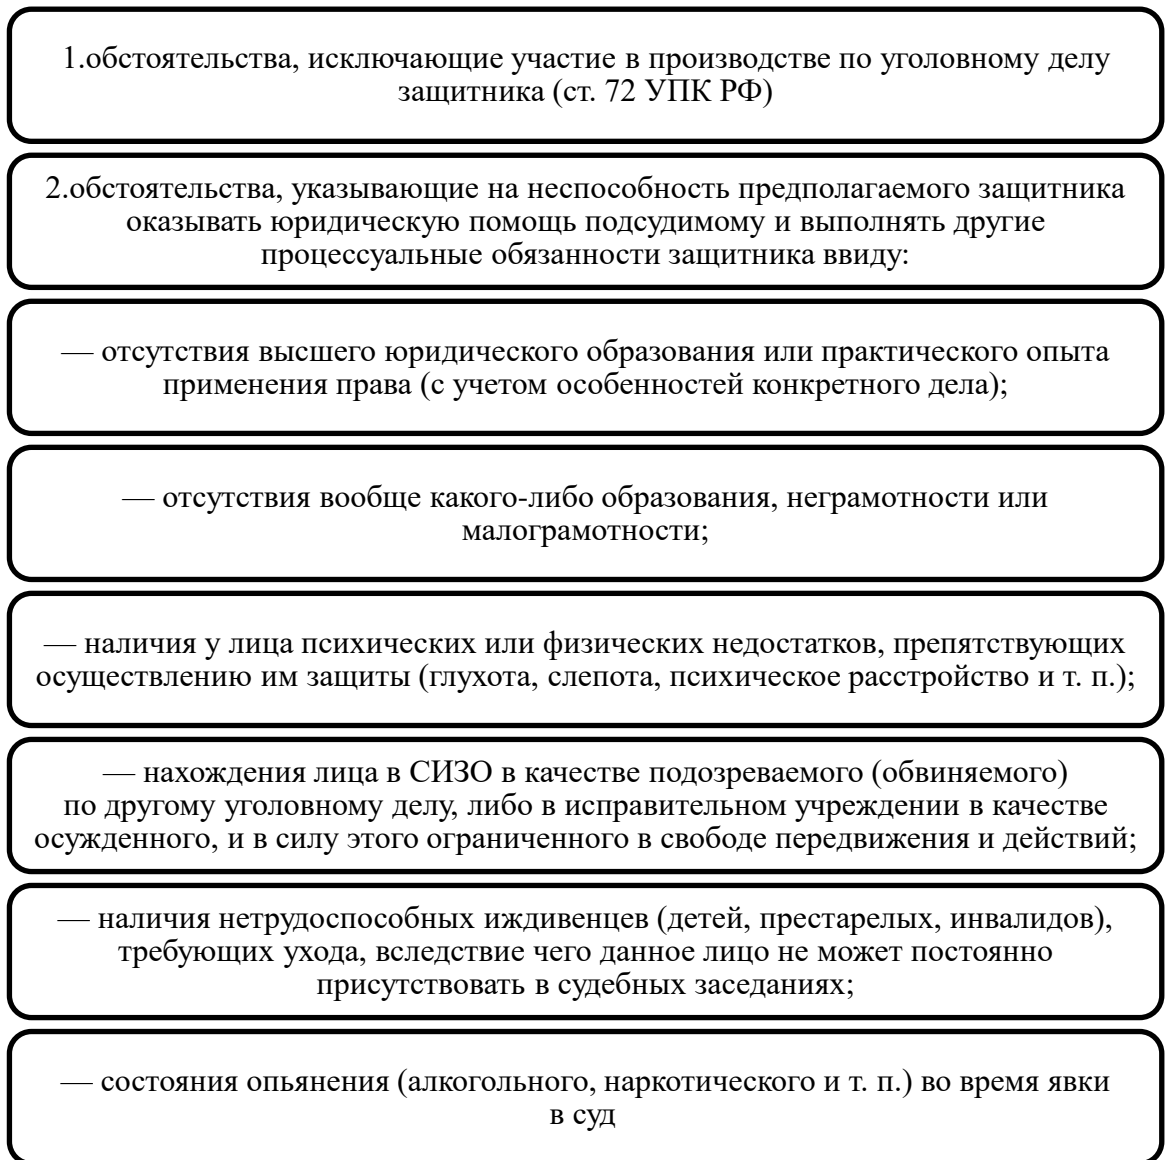 1.обстоятельства, исключающие участие в производстве по уголовному делу
защитника (ст. 72 УПК РФ)
2.обстоятельства, указывающие на неспособность предполагаемого защитника
оказывать юридическую помощь подсудимому и выполнять другие
процессуальные обязанности защитника ввиду:
— отсутствия высшего юридического образования или практического опыта
применения права (с учетом особенностей конкретного дела);
— отсутствия вообще какого-либо образования, неграмотности или
малограмотности;
— наличия у лица психических или физических недостатков, препятствующих
осуществлению им защиты (глухота, слепота, психическое расстройство и т. п.);
— нахождения лица в СИЗО в качестве подозреваемого (обвиняемого)
по другому уголовному делу, либо в исправительном учреждении в качестве
осужденного, и в силу этого ограниченного в свободе передвижения и действий;
— наличия нетрудоспособных иждивенцев (детей, престарелых, инвалидов),
требующих ухода, вследствие чего данное лицо не может постоянно
присутствовать в судебных заседаниях;
— состояния опьянения (алкогольного, наркотического и т. п.) во время явки
в суд